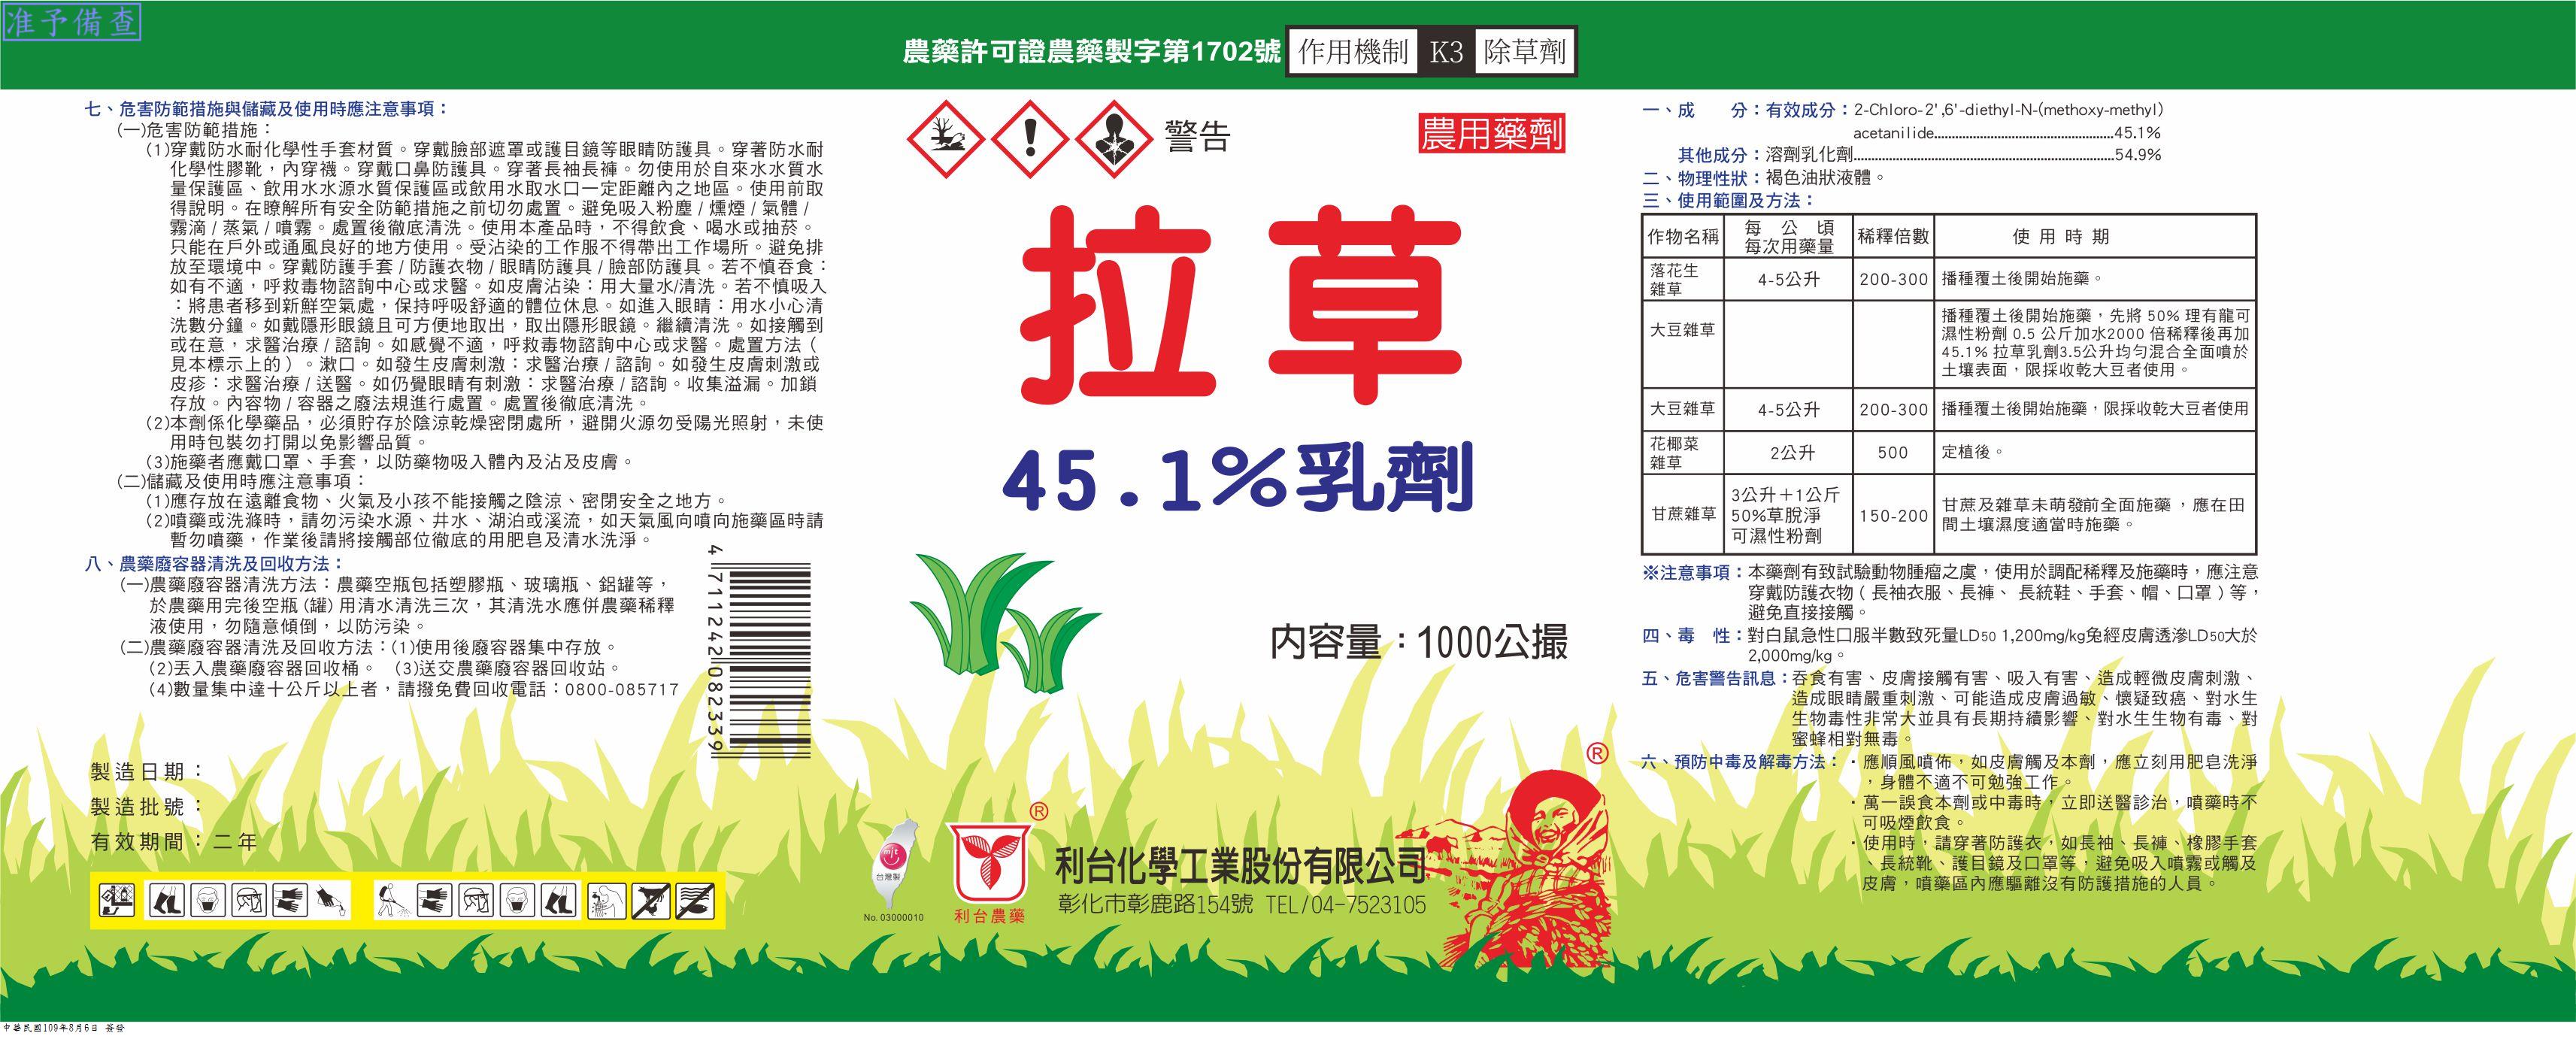 准予備查
農藥許可證農藥製字第1702號 作用機制 K3 除草劑
七、危害防範措施與儲藏及使用時應注意事項：
(一)危害防範措施：
(1)穿戴防水耐化學性手套材質。穿戴臉部遮罩或護目鏡等眼睛防護具。穿著防水耐
化學性膠靴，內穿襪。穿戴口鼻防護具。穿著長袖長褲。勿使用於自來水水質水
量保護區、飲用水水源水質保護區或飲用水取水口一定距離內之地區。使用前取
得說明。在瞭解所有安全防範措施之前切勿處置。避免吸入粉塵/燻煙/氣體/
霧滴/蒸氣/噴霧。處置後徹底清洗。使用本產品時，不得飲食、喝水或抽菸。
只能在戶外或通風良好的地方使用。受沾染的工作服不得帶出工作場所。避免排
放至環境中。穿戴防護手套/防護衣物/眼睛防護具/臉部防護具。若不慎吞食：
如有不適，呼救毒物諮詢中心或求醫。如皮膚沾染：用大量水/清洗。若不慎吸入
：將患者移到新鮮空氣處，保持呼吸舒適的體位休息。如進入眼睛：用水小心清
洗數分鐘。如戴隱形眼鏡且可方便地取出，取出隱形眼鏡。繼續清洗。如接觸到
或在意，求醫治療/諮詢。如感覺不適，呼救毒物諮詢中心或求醫。處置方法（
見本標示上的）。漱口。如發生皮膚刺激：求醫治療/諮詢。如發生皮膚刺激或
皮疹：求醫治療/送醫。如仍覺眼睛有刺激：求醫治療/諮詢。收集溢漏。加鎖
存放。內容物/容器之廢法規進行處置。處置後徹底清洗。
(2)本劑係化學藥品，必須貯存於陰涼乾燥密閉處所，避開火源勿受陽光照射，未使
用時包裝勿打開以免影響品質。
(3)施藥者應戴口罩、手套，以防藥物吸入體內及沾及皮膚。
(二)儲藏及使用時應注意事項：
(1)應存放在遠離食物、火氣及小孩不能接觸之陰涼、密閉安全之地方。
(2)噴藥或洗滌時，請勿污染水源、井水、湖泊或溪流，如天氣風向噴向施藥區時請
暫勿噴藥，作業後請將接觸部位徹底的用肥皂及清水洗淨。
八、農藥廢容器清洗及回收方法：
(一)農藥廢容器清洗方法：農藥空瓶包括塑膠瓶、玻璃瓶、鋁罐等，
於農藥用完後空瓶(罐)用清水清洗三次，其清洗水應併農藥稀釋
液使用，勿隨意傾倒，以防污染。
(二)農藥廢容器清洗及回收方法：(1)使用後廢容器集中存放。
(2)丟入農藥廢容器回收桶。 (3)送交農藥廢容器回收站。
(4)數量集中達十公斤以上者，請撥免費回收電話：0800-085717
4 711242 082339
製造日期：
製造批號：
有效期間：二年
警告
農用藥劑
拉草
45.1%乳劑
內容量：1000公撮
mit
台灣製
No. 03000010
®
利台農藥
利台化學工業股份有限公司
彰化市彰鹿路154號 TEL/04-7523105
®
一、成　　分：有效成分：2-Chloro-2',6'-diethyl-N-(methoxy-methyl)
acetanilide................45.1%
其他成分：溶劑乳化劑................54.9%
二、物理性狀：褐色油狀液體。
三、使用範圍及方法：
作物名稱 每公頃每次用藥量 稀釋倍數 使用時期
落花生雜草 4-5公升 200-300 播種覆土後開始施藥。
大豆雜草 播種覆土後開始施藥，先將 50% 理有龍可
濕性粉劑 0.5 公斤加水2000 倍稀釋後再加
45.1% 拉草乳劑3.5公升均勻混合全面噴於
土壤表面，限採收乾大豆者使用。
大豆雜草 4-5公升 200-300 播種覆土後開始施藥，限採收乾大豆者使用
花椰菜雜草 2公升 500 定植後。
甘蔗雜草 3公升＋1公斤50%草脫淨可濕性粉劑 150-200 甘蔗及雜草未萌發前全面施藥，應在田
間土壤濕度適當時施藥。
※注意事項：本藥劑有致試驗動物腫瘤之虞，使用於調配稀釋及施藥時，應注意
穿戴防護衣物(長袖衣服、長褲、長統鞋、手套、帽、口罩)等，
避免直接接觸。
四、毒　性：對白鼠急性口服半數致死量LD50 1,200mg/kg兔經皮膚透滲LD50大於
2,000mg/kg。
五、危害警告訊息：吞食有害、皮膚接觸有害、吸入有害、造成輕微皮膚刺激、
造成眼睛嚴重刺激、可能造成皮膚過敏、懷疑致癌、對水生
生物毒性非常大並具有長期持續影響、對水生生物有毒、對
蜜蜂相對無毒。
六、預防中毒及解毒方法：・應順風噴佈，如皮膚觸及本劑，應立刻用肥皂洗淨
，身體不適不可勉強工作。
・萬一誤食本劑或中毒時，立即送醫診治，噴藥時不
可吸煙飲食。
・使用時，請穿著防護衣，如長袖、長褲、橡膠手套
、長統靴、護目鏡及口罩等，避免吸入噴霧或觸及
皮膚，噴藥區內應驅離沒有防護措施的人員。
中華民國109年8月6日 簽發